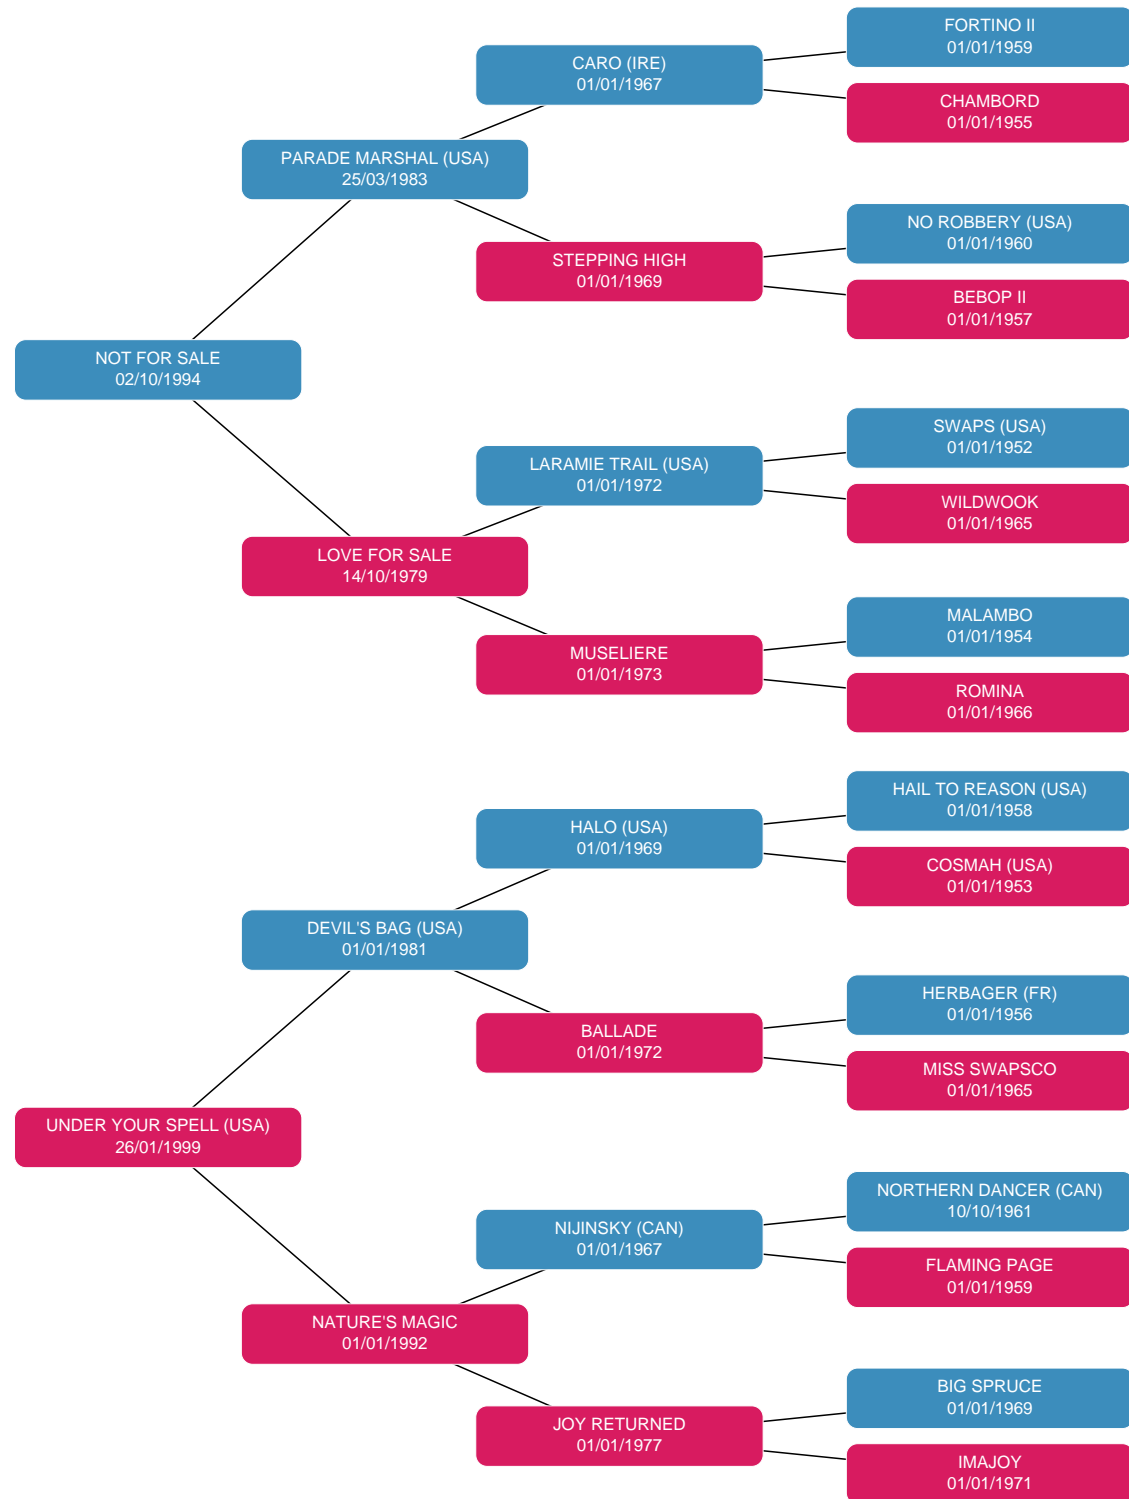 FORTINO II
01/01/1959
CARO (IRE)
01/01/1967
CHAMBORD
01/01/1955
PARADE MARSHAL (USA)
25/03/1983
NO ROBBERY (USA)
01/01/1960
STEPPING HIGH
01/01/1969
BEBOP II
01/01/1957
NOT FOR SALE
02/10/1994
SWAPS (USA)
01/01/1952
LARAMIE TRAIL (USA)
01/01/1972
WILDWOOK
01/01/1965
LOVE FOR SALE
14/10/1979
MALAMBO
01/01/1954
MUSELIERE
01/01/1973
ROMINA
01/01/1966
HAIL TO REASON (USA)
01/01/1958
HALO (USA)
01/01/1969
COSMAH (USA)
01/01/1953
DEVIL'S BAG (USA)
01/01/1981
HERBAGER (FR)
01/01/1956
BALLADE
01/01/1972
MISS SWAPSCO
01/01/1965
UNDER YOUR SPELL (USA)
26/01/1999
NORTHERN DANCER (CAN)
10/10/1961
NIJINSKY (CAN)
01/01/1967
FLAMING PAGE
01/01/1959
NATURE'S MAGIC
01/01/1992
BIG SPRUCE
01/01/1969
JOY RETURNED
01/01/1977
IMAJOY
01/01/1971